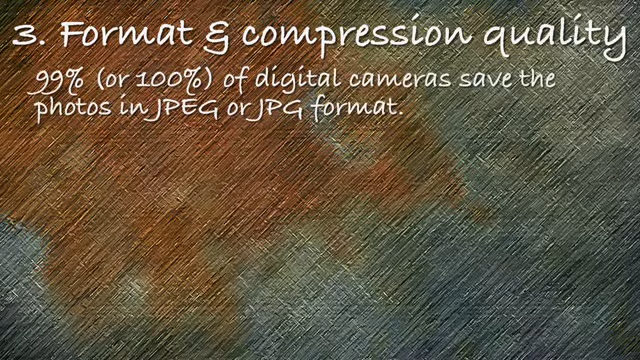 3. Format & compression quality
99% (or 100%) of digital cameras save the
photos in JPEG or JPG format.